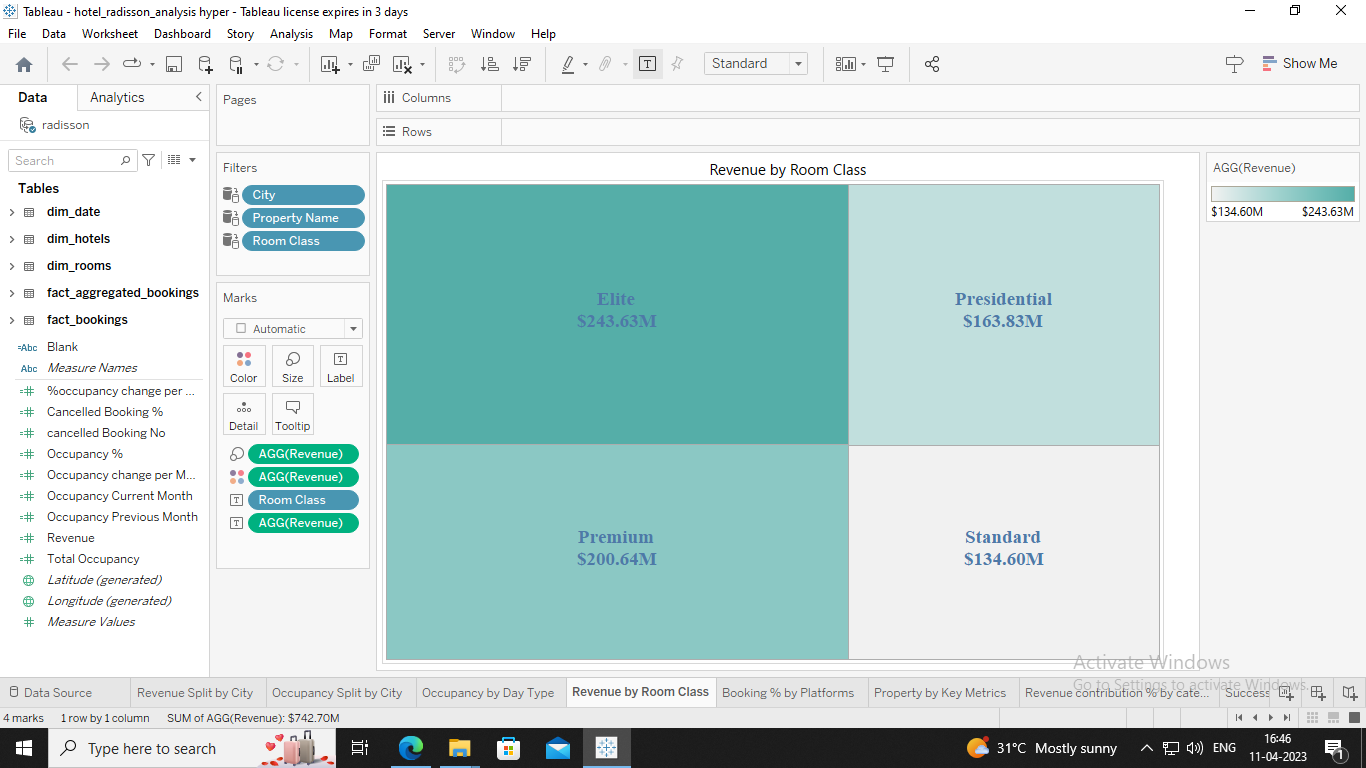 Tableau - hotel_radisson_analysis hyper - Tableau license expires in 3 days
File Data Worksheet Dashboard Story Analysis Map Format Server Window Help
Standard Show Me
Data Analytics
radisson
Search
Tables
dim_date
dim_hotels
dim_rooms
fact_aggregated_bookings
fact_bookings
=Abc Blank
Abc Measure Names
%occupancy change per ...
Cancelled Booking %
cancelled Booking No
Occupancy %
Occupancy change per M...
Occupancy Current Month
Occupancy Previous Month
Revenue
Total Occupancy
Latitude (generated)
Longitude (generated)
Measure Values
Pages
Filters
City
Property Name
Room Class
Marks
Automatic
Color Size Label
Detail Tooltip
AGG(Revenue)
AGG(Revenue)
Room Class
AGG(Revenue)
Columns
Rows
Revenue by Room Class
Elite
$243.63M
Presidential
$163.83M
Premium
$200.64M
Standard
$134.60M
AGG(Revenue)
$134.60M $243.63M
Activate Windows
Go to Settings to activate Windows.
Data Source Revenue Split by City Occupancy Split by City Occupancy by Day Type Revenue by Room Class Booking % by Platforms Property by Key Metrics Revenue contribution % by cate... Success
4 marks 1 row by 1 column SUM of AGG(Revenue): $742.70M
Type here to search
31°C Mostly sunny
ENG
16:46
11-04-2023
1